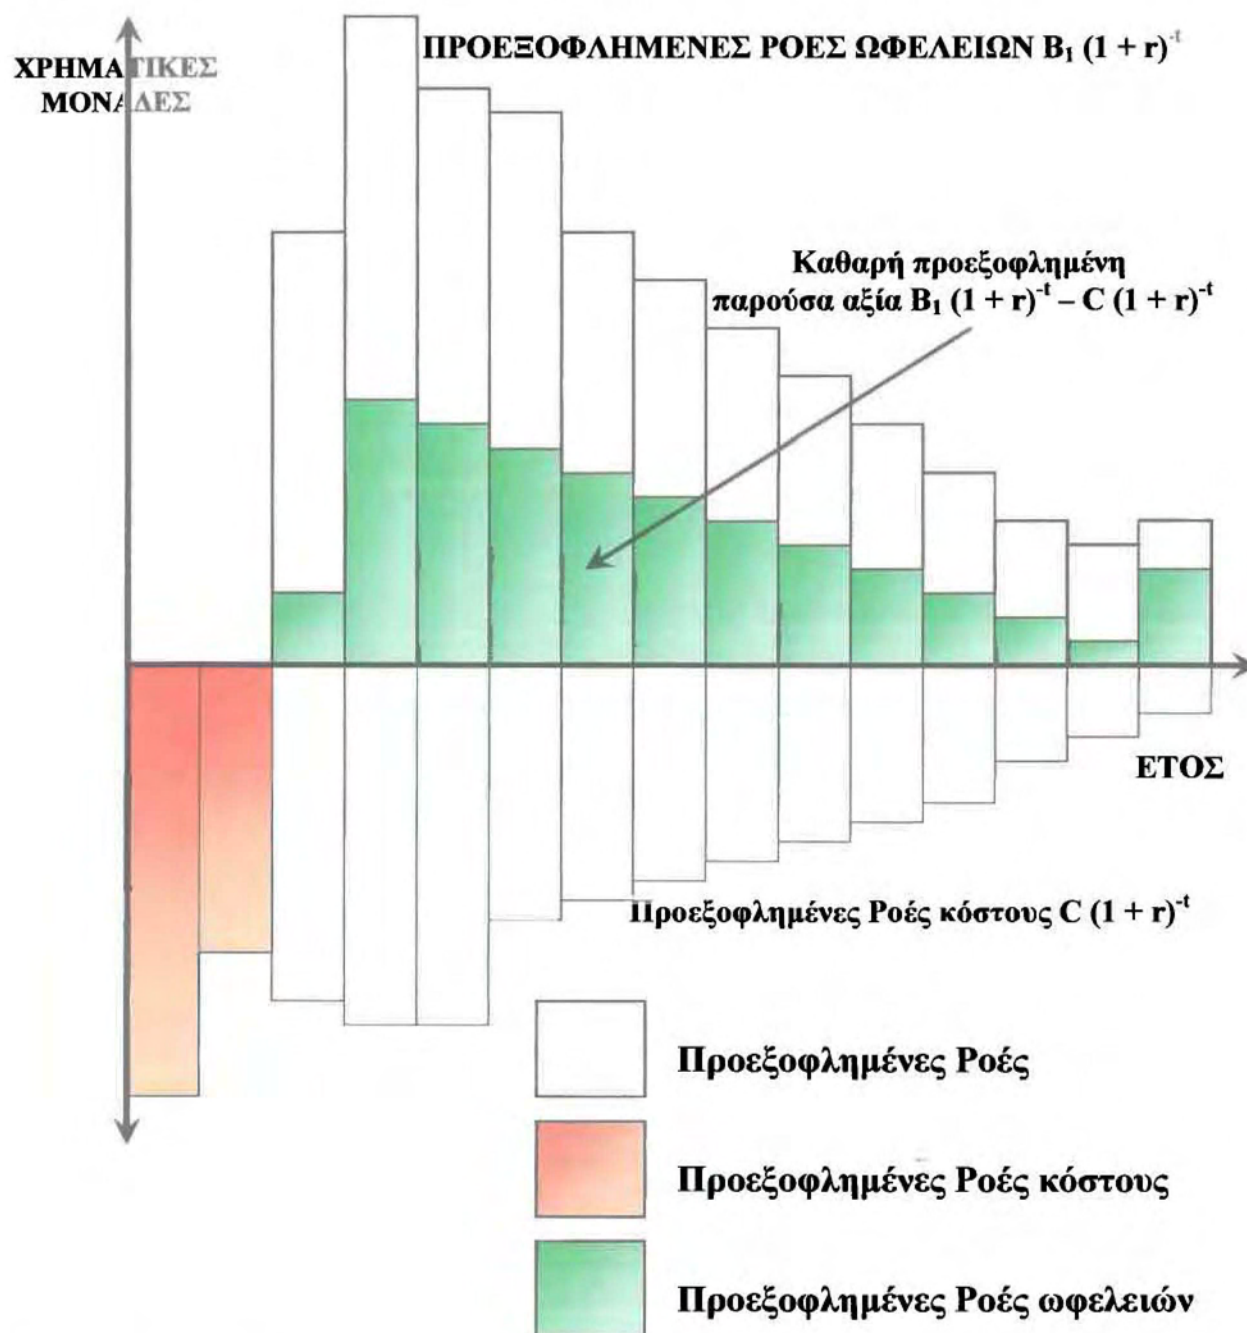 ΠΡΟΕΞΟΦΛΗΜΕΝΕΣ ΡΟΕΣ ΩΦΕΛΕΙΩΝ B₁ (1 + r)⁻ᵗ
ΧΡΗΜΑΤΙΚΕΣ
ΜΟΝΑΔΕΣ
Καθαρή προεξοφλημένη
παρούσα αξία B₁ (1 + r)⁻ᵗ – C (1 + r)⁻ᵗ
ΕΤΟΣ
Προεξοφλημένες Ροές κόστους C (1 + r)⁻ᵗ
Προεξοφλημένες Ροές
Προεξοφλημένες Ροές κόστους
Προεξοφλημένες Ροές ωφελειών